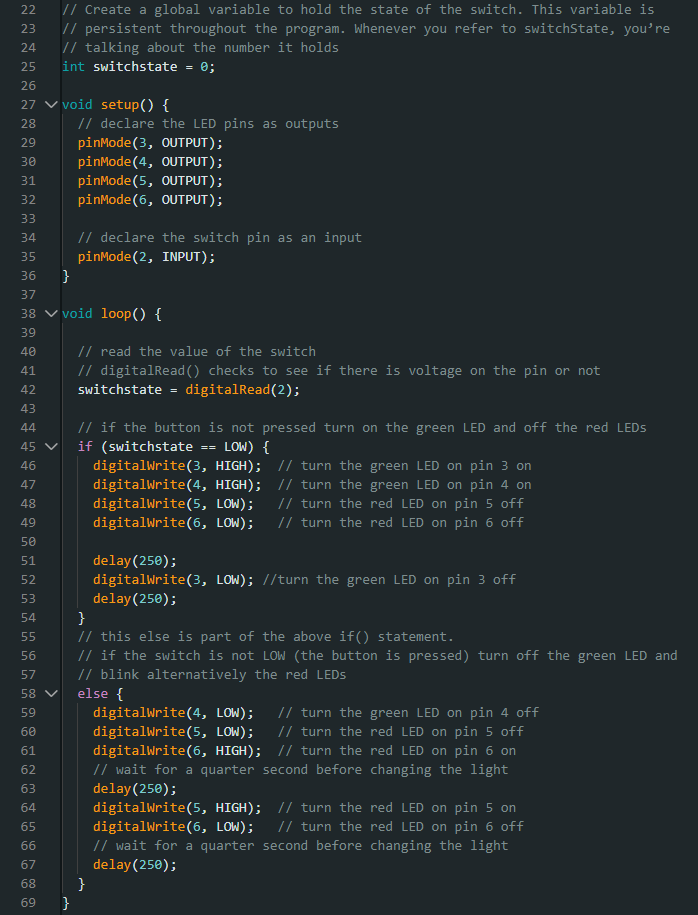 22 // Create a global variable to hold the state of the switch. This variable is
23 // persistent throughout the program. Whenever you refer to switchState, you’re
24 // talking about the number it holds
25 int switchstate = 0;
26
27 void setup() {
28   // declare the LED pins as outputs
29   pinMode(3, OUTPUT);
30   pinMode(4, OUTPUT);
31   pinMode(5, OUTPUT);
32   pinMode(6, OUTPUT);
33
34   // declare the switch pin as an input
35   pinMode(2, INPUT);
36 }
37
38 void loop() {
39
40   // read the value of the switch
41   // digitalRead() checks to see if there is voltage on the pin or not
42   switchstate = digitalRead(2);
43
44   // if the button is not pressed turn on the green LED and off the red LEDs
45   if (switchstate == LOW) {
46     digitalWrite(3, HIGH);  // turn the green LED on pin 3 on
47     digitalWrite(4, HIGH);  // turn the green LED on pin 4 on
48     digitalWrite(5, LOW);   // turn the red LED on pin 5 off
49     digitalWrite(6, LOW);   // turn the red LED on pin 6 off
50
51     delay(250);
52     digitalWrite(3, LOW); //turn the green LED on pin 3 off
53     delay(250);
54   }
55   // this else is part of the above if() statement.
56   // if the switch is not LOW (the button is pressed) turn off the green LED and
57   // blink alternatively the red LEDs
58   else {
59     digitalWrite(4, LOW);   // turn the green LED on pin 4 off
60     digitalWrite(5, LOW);   // turn the red LED on pin 5 off
61     digitalWrite(6, HIGH);  // turn the red LED on pin 6 on
62     // wait for a quarter second before changing the light
63     delay(250);
64     digitalWrite(5, HIGH);  // turn the red LED on pin 5 on
65     digitalWrite(6, LOW);   // turn the red LED on pin 6 off
66     // wait for a quarter second before changing the light
67     delay(250);
68   }
69 }